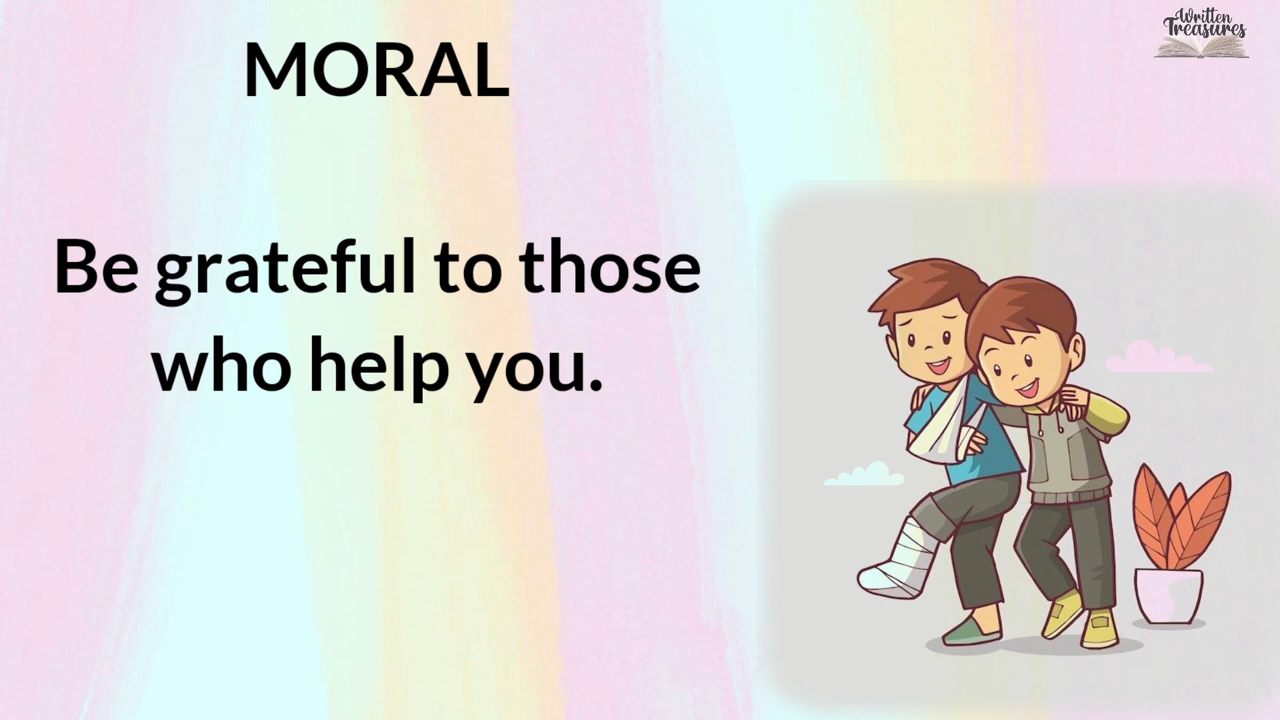 Written
Treasures
MORAL
Be grateful to those
who help you.